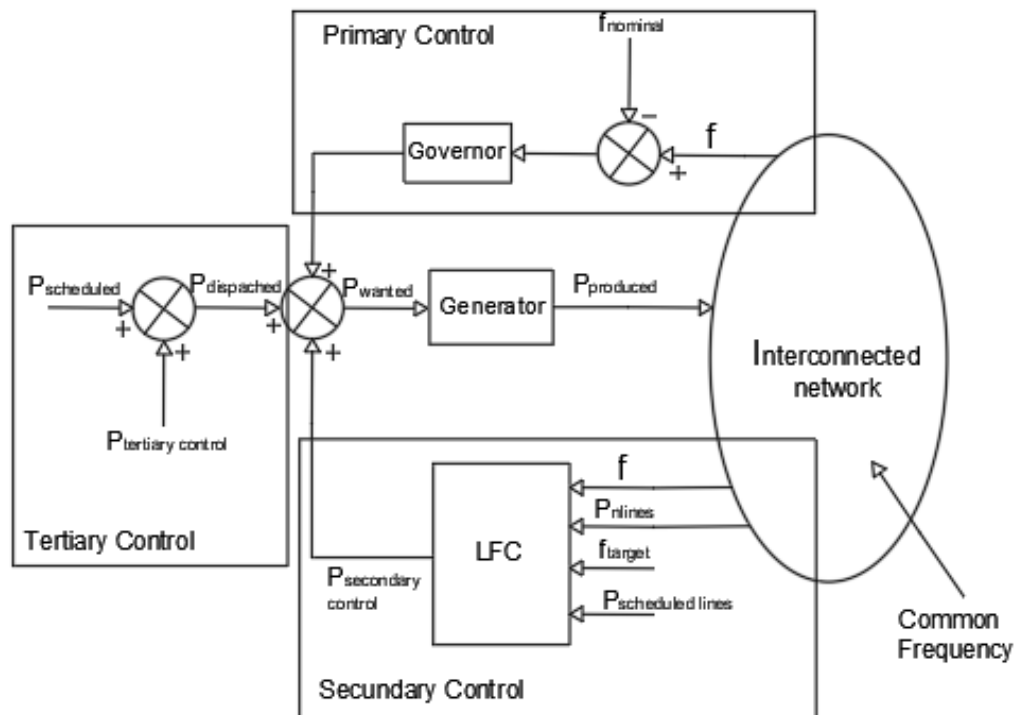 Primary Control
fnominal
−
f
+
Governor
+
Pscheduled
+
+
Pdispached
+
+
Pwanted
Generator
Pproduced
Interconnected
network
Ptertiary control
Tertiary Control
f
Pnlines
LFC
ftarget
Pscheduled lines
Psecondary
control
Secundary Control
Common
Frequency